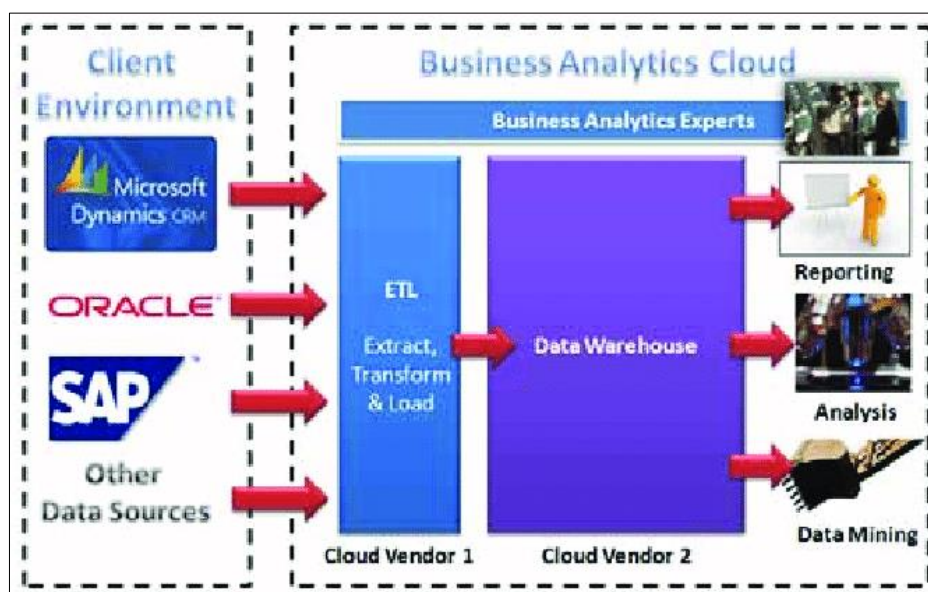 Client
Environment
Microsoft
Dynamics CRM
ORACLE
SAP™
Other
Data Sources
Business Analytics Cloud
Business Analytics Experts
ETL
Extract,
Transform
& Load
Cloud Vendor 1
Data Warehouse
Cloud Vendor 2
Reporting
Analysis
Data Mining